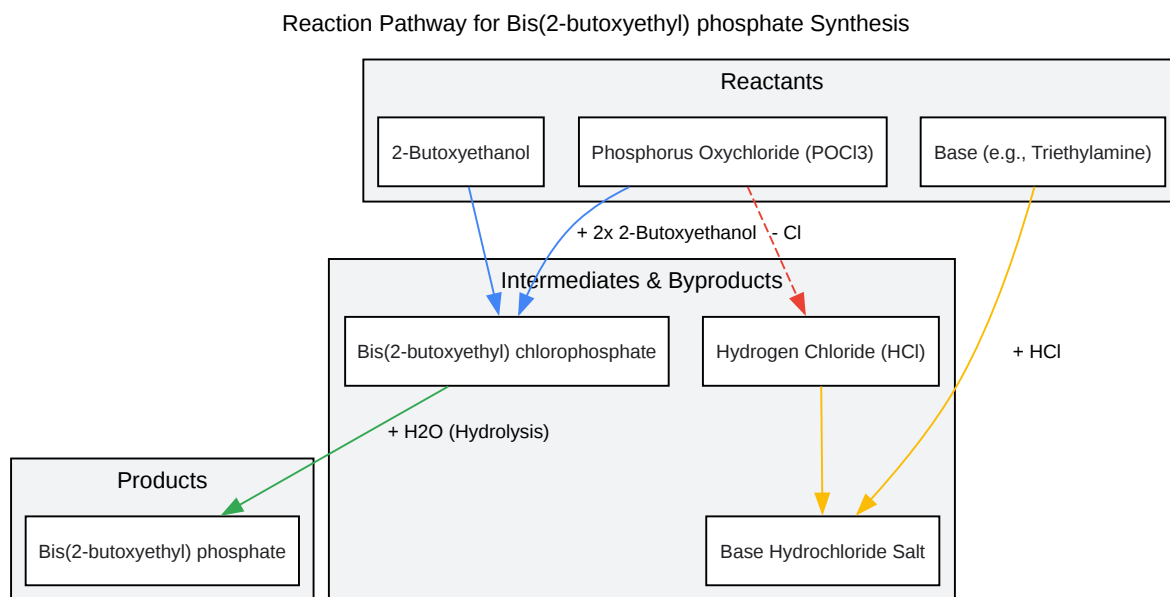 Reaction Pathway for Bis(2-butoxyethyl) phosphate Synthesis
Reactants
2-Butoxyethanol
Phosphorus Oxychloride (POCl3)
Base (e.g., Triethylamine)
+ 2x 2-Butoxyethanol
- Cl
Intermediates & Byproducts
Bis(2-butoxyethyl) chlorophosphate
Hydrogen Chloride (HCl)
+ HCl
+ H2O (Hydrolysis)
Products
Bis(2-butoxyethyl) phosphate
Base Hydrochloride Salt